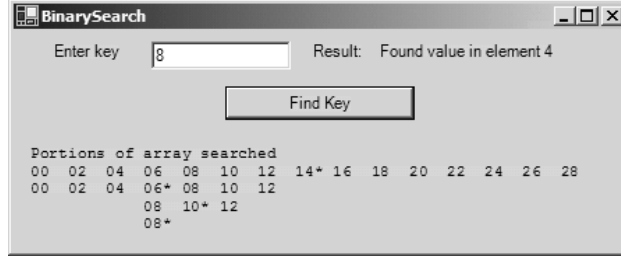 BinarySearch
Enter key 8 Result: Found value in element 4
Find Key
Portions of array searched
00 02 04 06 08 10 12 14* 16 18 20 22 24 26 28
00 02 04 06* 08 10 12
08 10* 12
08*